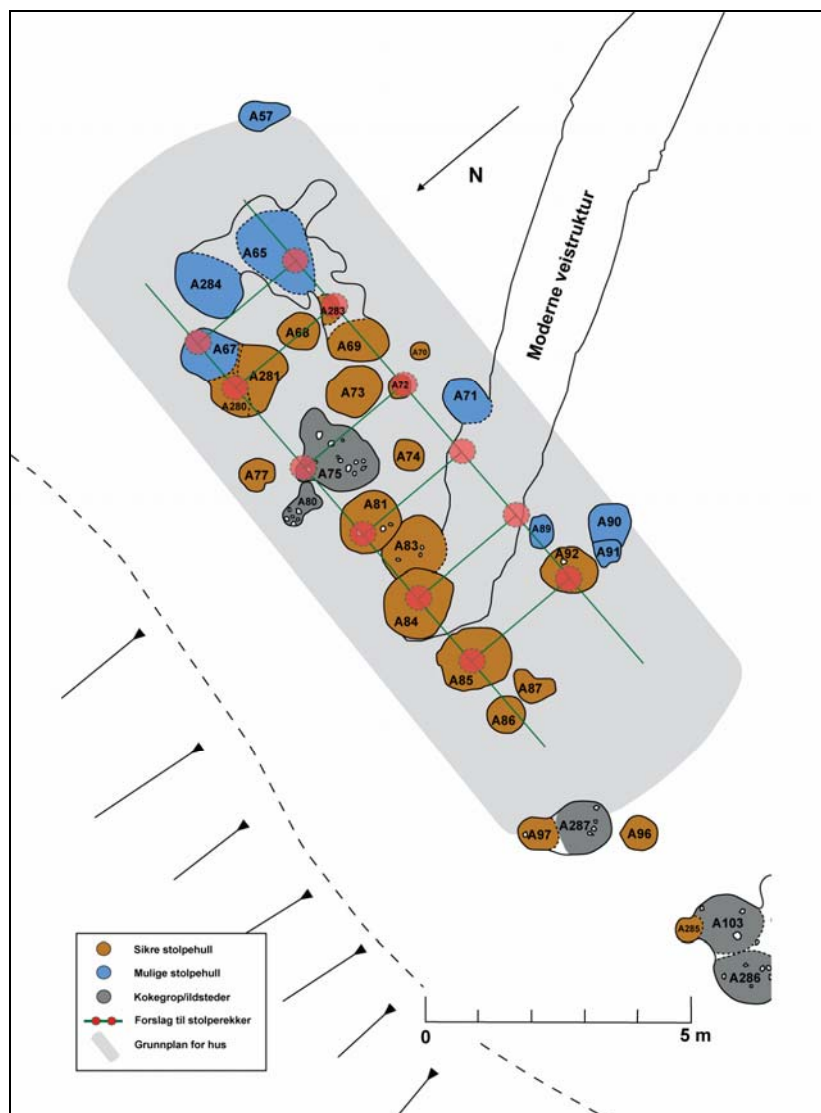 A57
N
Moderne veistruktur
A65
A284
A283
A68
A67
A69
A70
A281
A72
A280
A73
A71
A74
A77
A75
A80
A81
A90
A89
A83
A91
A92
A84
A85
A87
A86
A97
A287
A96
A285
A103
A286
Sikre stolpehull
Mulige stolpehull
Kokegrop/ildsteder
Forslag til stolperekker
Grunnplan for hus
0
5 m